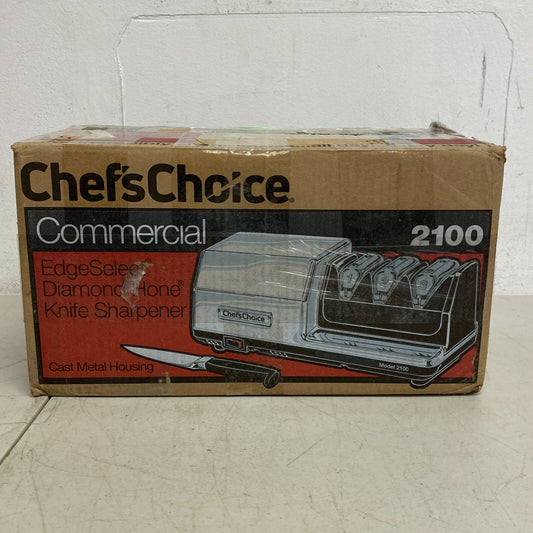 Chef'sChoice®
Commercial 2100
EdgeSelect
Diamond Hone®
Knife Sharpener
Chef'sChoice
Cast Metal Housing
Model 2100